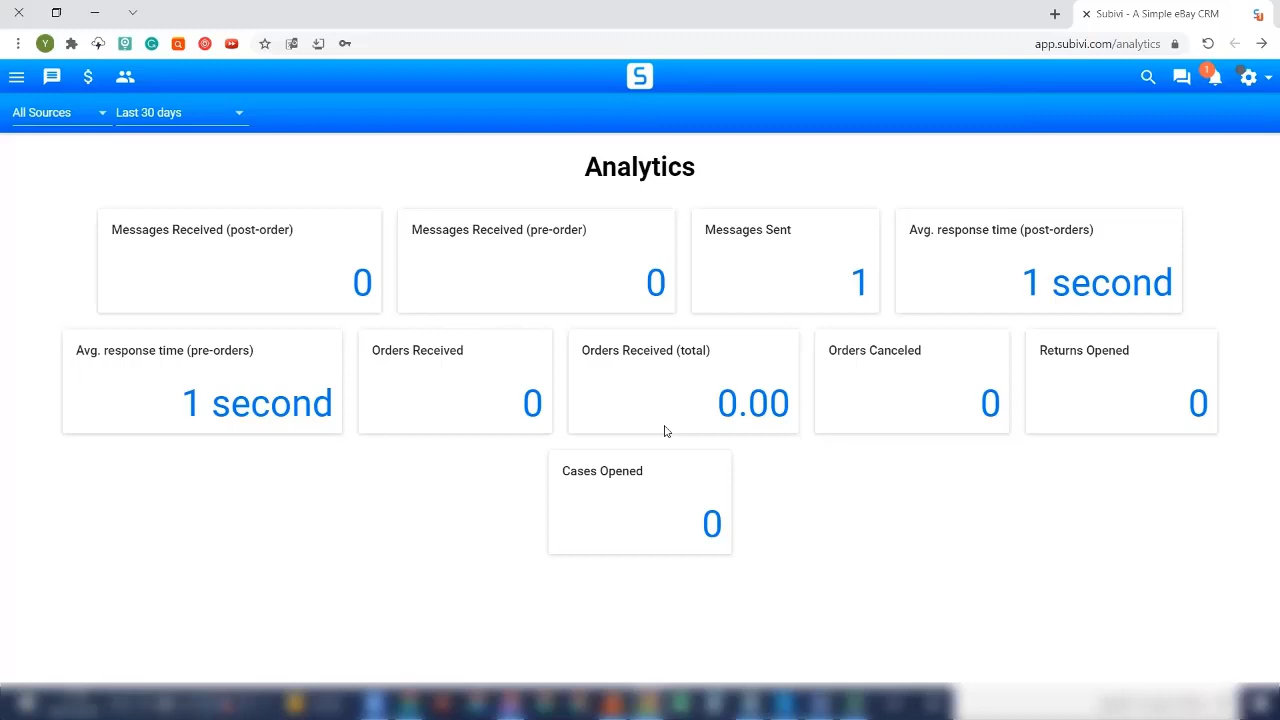 Subivi - A Simple eBay CRM
Y
app.subivi.com/analytics
S
1
All Sources
Last 30 days
Analytics
Messages Received (post-order)
0
Messages Received (pre-order)
0
Messages Sent
1
Avg. response time (post-orders)
1 second
Avg. response time (pre-orders)
1 second
Orders Received
0
Orders Received (total)
0.00
Orders Canceled
0
Returns Opened
0
Cases Opened
0